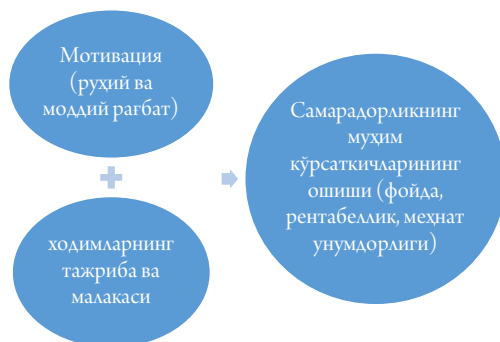 Мотивация
(руҳий ва
моддий рағбат)
ходимларнинг
тажриба ва
малакаси
Самарадорликнинг
муҳим
кўрсаткичларининг
ошиши (фойда,
рентабеллик, меҳнат
унумдорлиги)